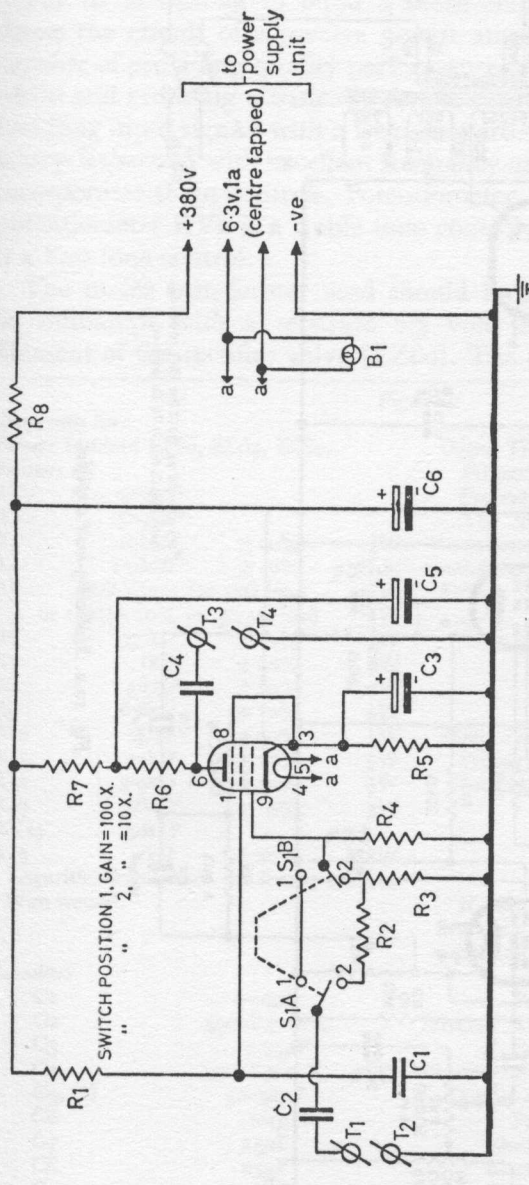 to
power
supply
unit
+380v
6·3v,1a
(centre tapped)
-ve
a
a
B1
R8
SWITCH POSITION 1, GAIN=100 X.
" " 2, " =10 X.
R1
R7
R6
C4
T3
T4
C6
+
-
C5
+
-
C3
+
-
6
8
1
9
3
4
5
a
a
S1A
1
2
S1B
1
2
R2
R3
R4
R5
C2
C1
T1
T2